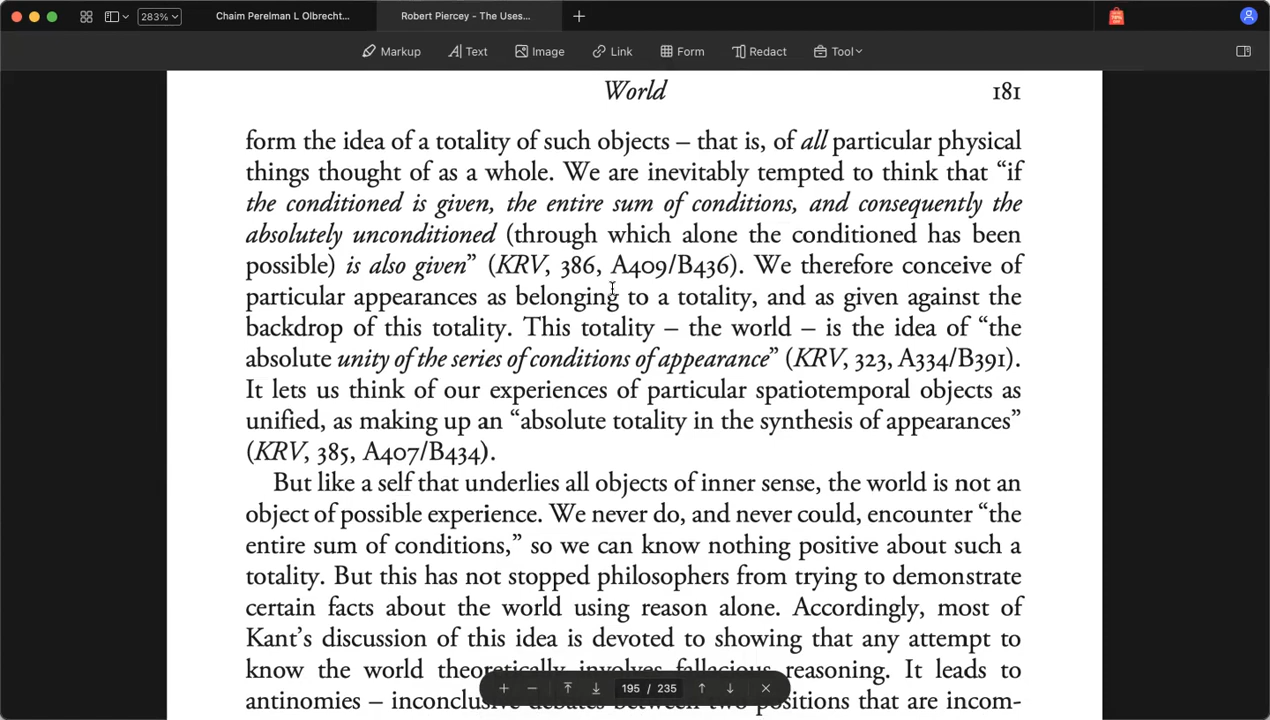 283%
Chaim Perelman L Olbrecht...
Robert Piercey - The Uses...
Markup
Text
Image
Link
Form
Redact
Tool
World 181
form the idea of a totality of such objects – that is, of all particular physical
things thought of as a whole. We are inevitably tempted to think that “if
the conditioned is given, the entire sum of conditions, and consequently the
absolutely unconditioned (through which alone the conditioned has been
possible) is also given” (KRV, 386, A409/B436). We therefore conceive of
particular appearances as belonging to a totality, and as given against the
backdrop of this totality. This totality – the world – is the idea of “the
absolute unity of the series of conditions of appearance” (KRV, 323, A334/B391).
It lets us think of our experiences of particular spatiotemporal objects as
unified, as making up an “absolute totality in the synthesis of appearances”
(KRV, 385, A407/B434).
But like a self that underlies all objects of inner sense, the world is not an
object of possible experience. We never do, and never could, encounter “the
entire sum of conditions,” so we can know nothing positive about such a
totality. But this has not stopped philosophers from trying to demonstrate
certain facts about the world using reason alone. Accordingly, most of
Kant’s discussion of this idea is devoted to showing that any attempt to
know the world theoretically involves fallacious reasoning. It leads to
antinomies – inconclusive debates between two positions that are incom-
195 / 235